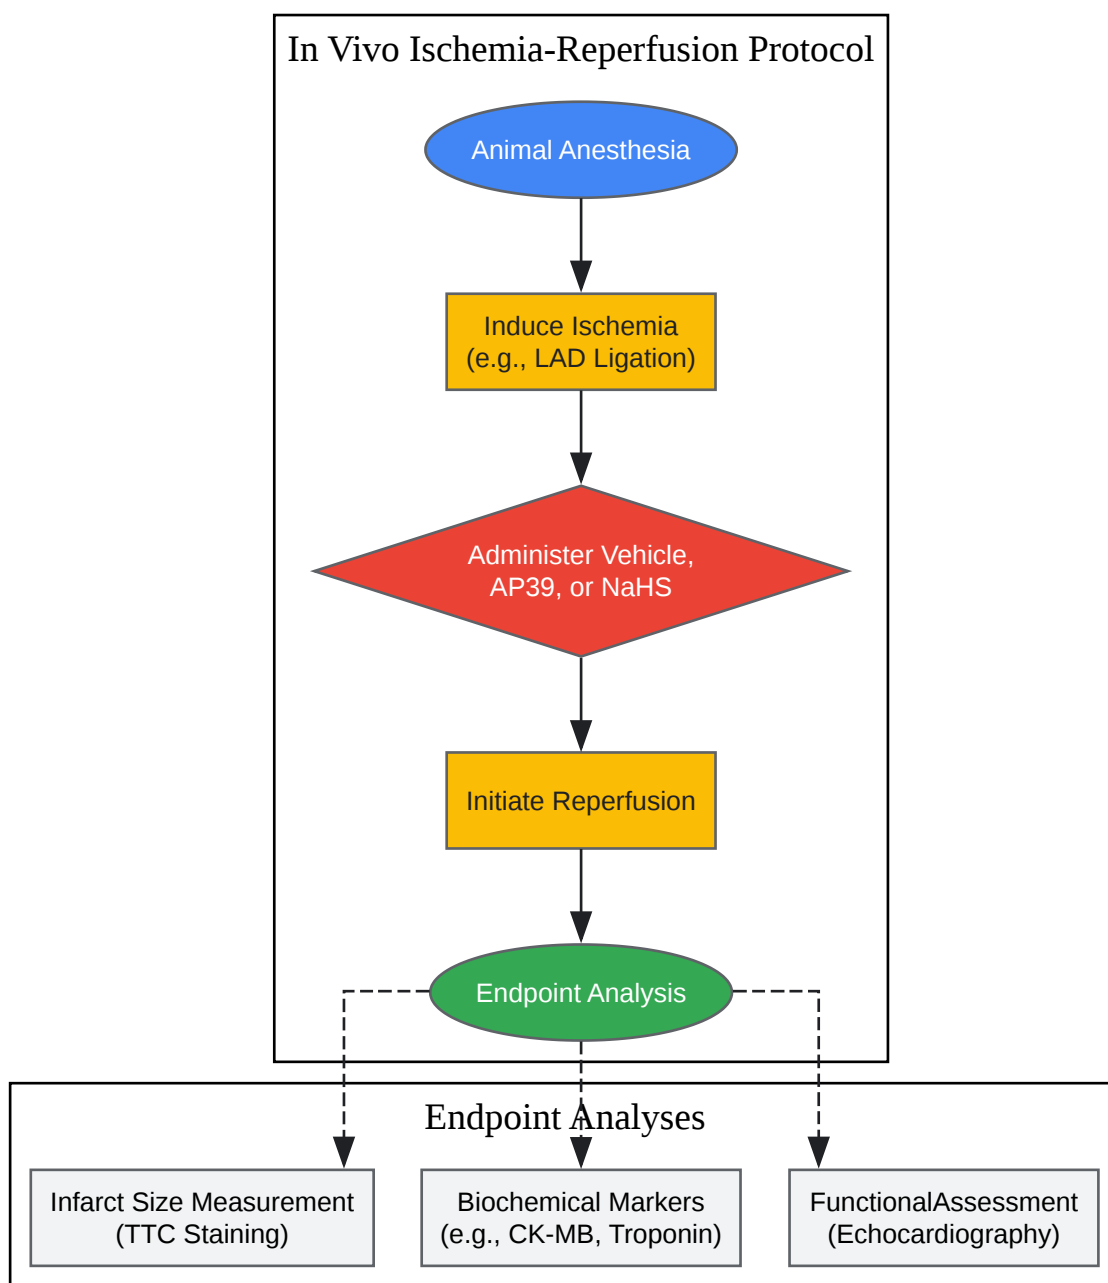 In Vivo Ischemia-Reperfusion Protocol
Animal Anesthesia
Induce Ischemia
(e.g., LAD Ligation)
Administer Vehicle,
AP39, or NaHS
Initiate Reperfusion
Endpoint Analysis
Endpoint Analyses
Infarct Size Measurement
(TTC Staining)
Biochemical Markers
(e.g., CK-MB, Troponin)
FunctionalAssessment
(Echocardiography)